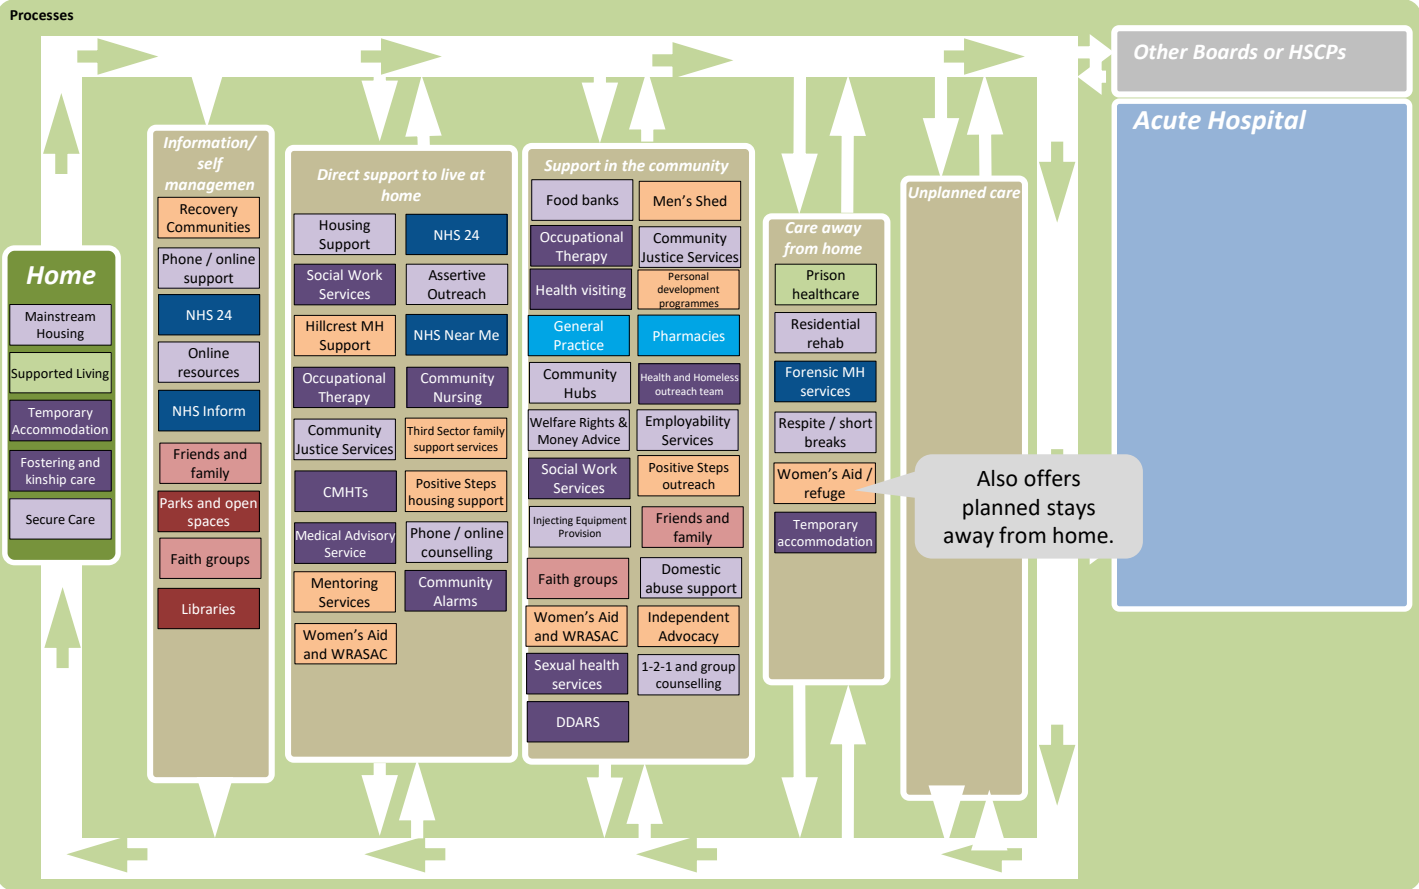 Processes
Other Boards or HSCPs
Acute Hospital
Home
Mainstream
Housing
Supported Living
Temporary
Accommodation
Fostering and
kinship care
Secure Care
Information/
self
managemen
Recovery
Communities
Phone / online
support
NHS 24
Online
resources
NHS Inform
Friends and
family
Parks and open
spaces
Faith groups
Libraries
Direct support to live at
home
Housing
Support
NHS 24
Social Work
Services
Assertive
Outreach
Hillcrest MH
Support
NHS Near Me
Occupational
Therapy
Community
Nursing
Community
Justice Services
Third Sector family
support services
CMHTs
Positive Steps
housing support
Medical Advisory
Service
Phone / online
counselling
Mentoring
Services
Community
Alarms
Women's Aid
and WRASAC
Support in the community
Food banks
Men's Shed
Occupational
Therapy
Community
Justice Services
Health visiting
Personal
development
programmes
General
Practice
Pharmacies
Community
Hubs
Health and Homeless
outreach team
Welfare Rights &
Money Advice
Employability
Services
Social Work
Services
Positive Steps
outreach
Injecting Equipment
Provision
Friends and
family
Faith groups
Domestic
abuse support
Women's Aid
and WRASAC
Independent
Advocacy
Sexual health
services
1-2-1 and group
counselling
DDARS
Care away
from home
Prison
healthcare
Residential
rehab
Forensic MH
services
Respite / short
breaks
Women's Aid /
refuge
Temporary
accommodation
Unplanned care
Also offers
planned stays
away from home.